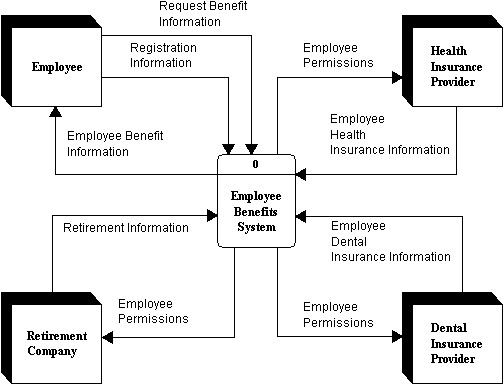 Request Benefit
Information
Registration
Information
Employee
Employee Benefit
Information
Employee
Permissions
Health
Insurance
Provider
Employee
Health
Insurance Information
0
Employee
Benefits
System
Retirement Information
Employee
Dental
Insurance Information
Employee
Permissions
Retirement
Company
Employee
Permissions
Dental
Insurance
Provider